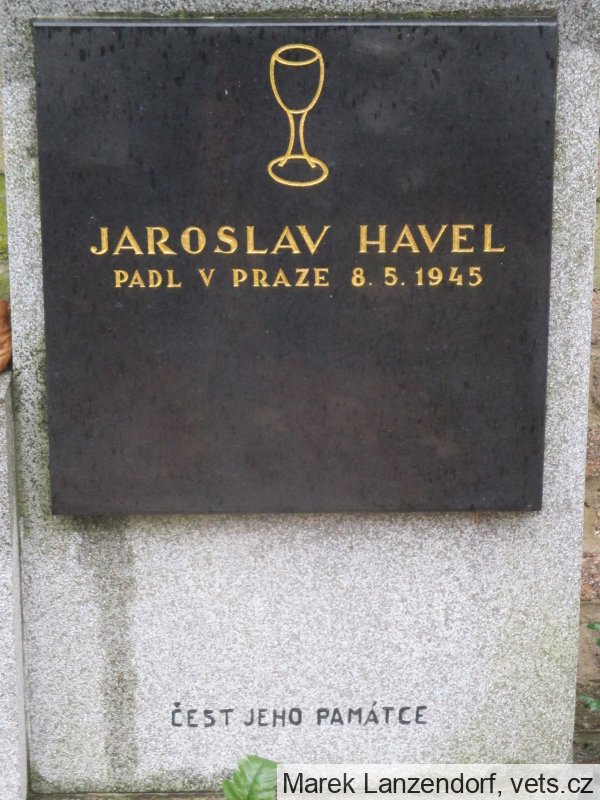 JAROSLAV HAVEL
PADL V PRAZE 8.5.1945
ČEST JEHO PAMÁTCE
Marek Lanzendorf, vets.cz